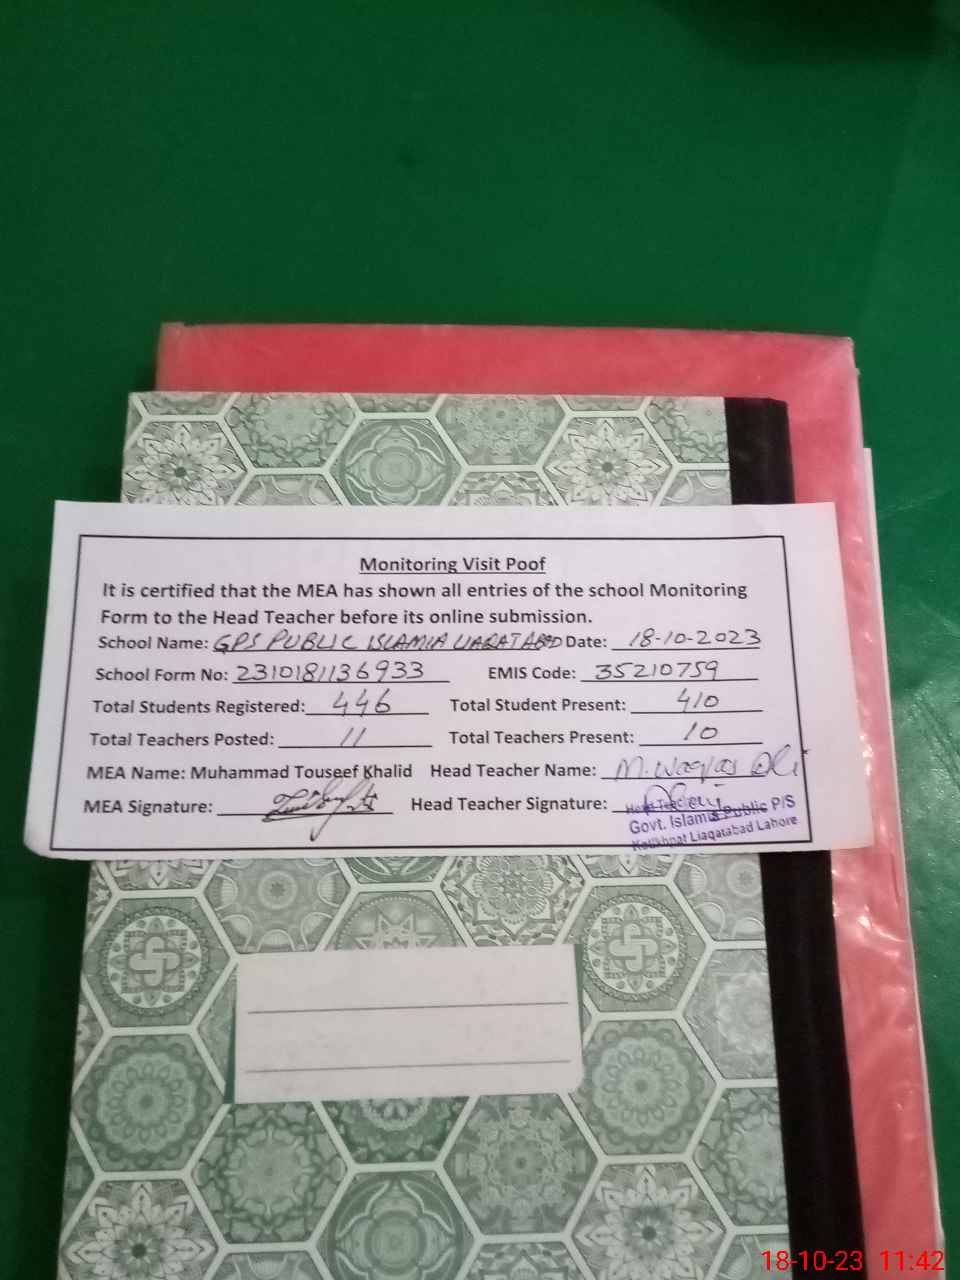 Monitoring Visit Poof
It is certified that the MEA has shown all entries of the school Monitoring
Form to the Head Teacher before its online submission.
School Name: GPS PUBLIC ISLAMIA LIAQATABAD Date: 18-10-2023
School Form No: 2310181136933 EMIS Code: 35210759
Total Students Registered: 446 Total Student Present: 410
Total Teachers Posted: 11 Total Teachers Present: 10
MEA Name: Muhammad Touseef Khalid Head Teacher Name: M. Waqas Ali
MEA Signature: Head Teacher Signature:
Head Teacher
Govt. Islamia Public P/S
Kotlkhpat Liaqatabad Lahore
18-10-23 11:42